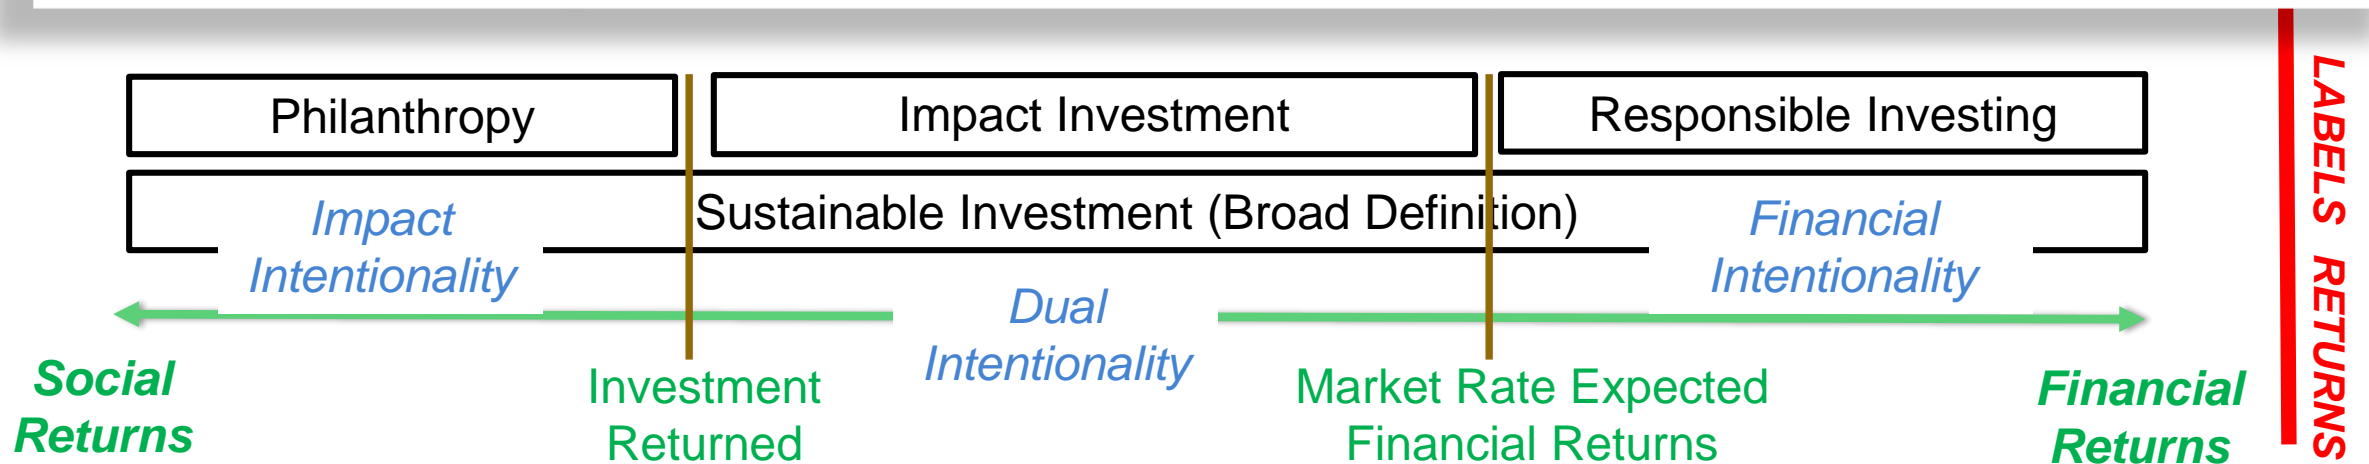 Philanthropy
Impact Investment
Responsible Investing
Sustainable Investment (Broad Definition)
Impact
Intentionality
Financial
Intentionality
Dual
Intentionality
Social
Returns
Investment
Returned
Market Rate Expected
Financial Returns
Financial
Returns
LABELS RETURNS